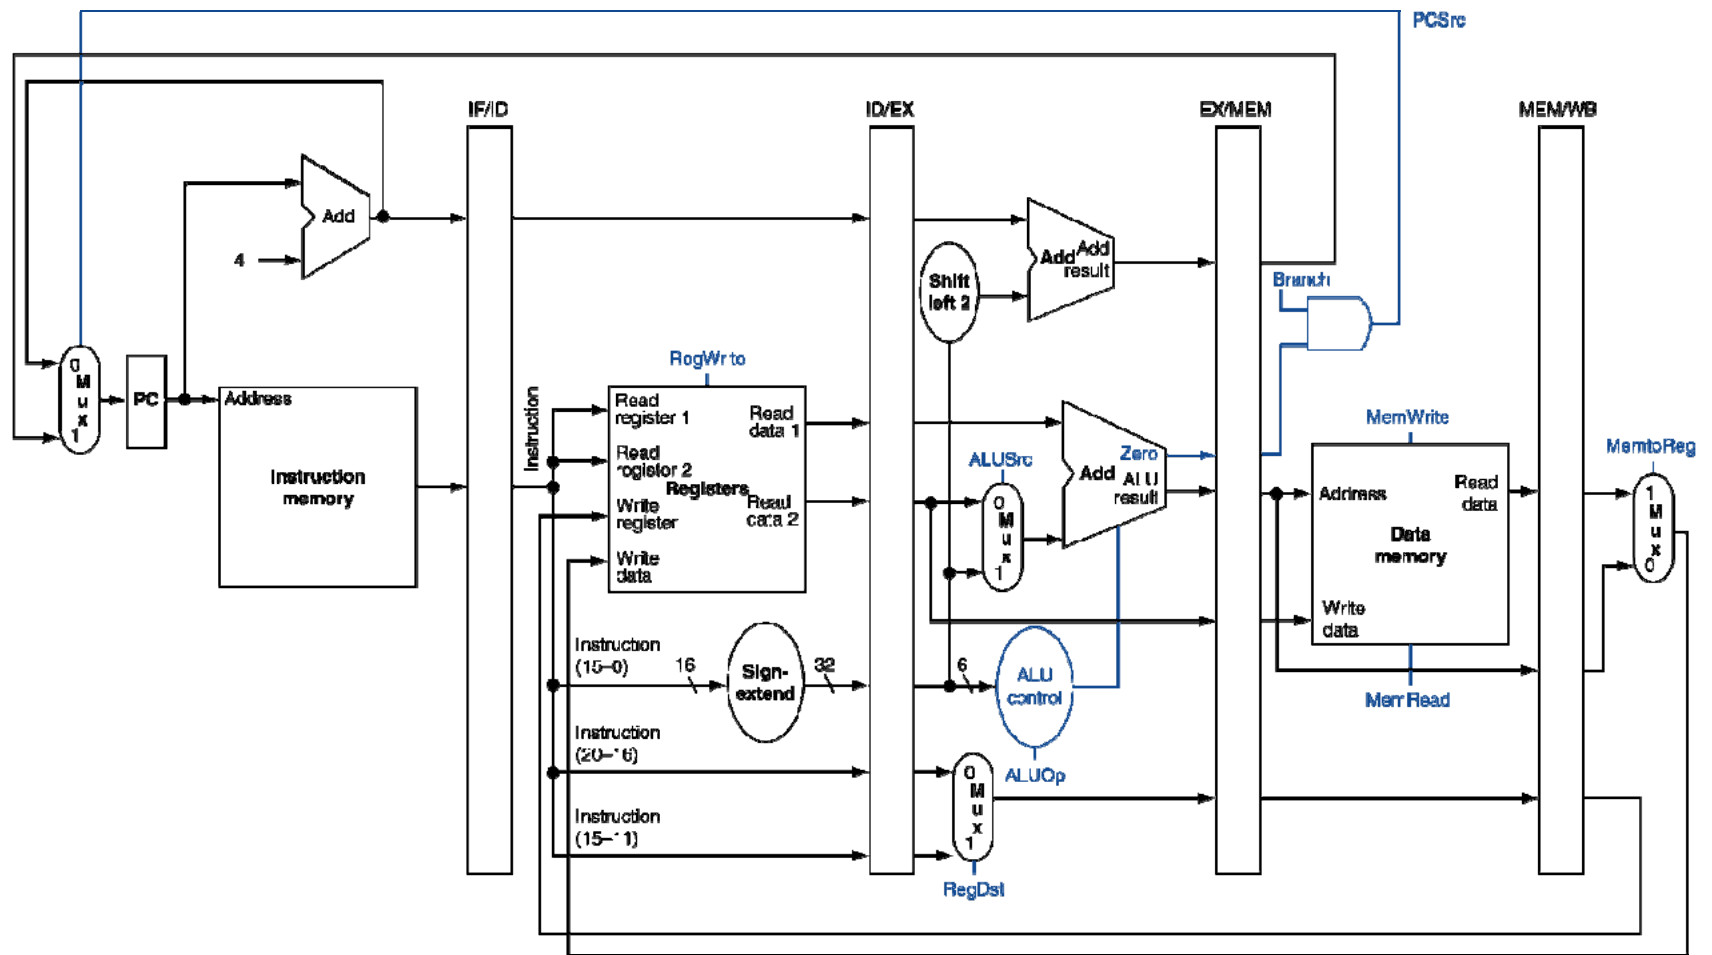 PCSrc
IF/ID
ID/EX
EX/MEM
MEM/WB
Add
4
Shift
left 2
Add
Add
result
Branch
0
M
u
x
1
PC
Address
Instruction
memory
Instruction
RegWrite
Read
register 1
Read
register 2
Registers
Write
register
Write
data
Read
data 1
Read
data 2
ALUSrc
0
M
u
x
1
Add
Zero
ALU
result
MemWrite
Address
Read
data
Data
memory
Write
data
MemRead
MemtoReg
1
M
u
x
0
Instruction
(15–0)
16
Sign-
extend
32
6
ALU
control
ALUOp
Instruction
(20–16)
Instruction
(15–11)
0
M
u
x
1
RegDst